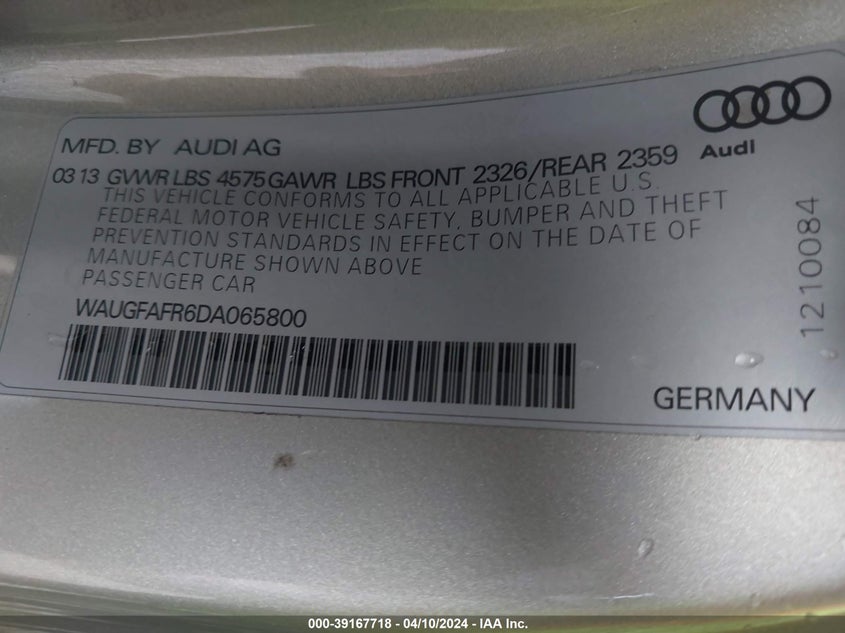 Audi
MFD. BY AUDI AG
03 13 GVWR LBS 4575 GAWR LBS FRONT 2326/REAR 2359
THIS VEHICLE CONFORMS TO ALL APPLICABLE U.S.
FEDERAL MOTOR VEHICLE SAFETY, BUMPER AND THEFT
PREVENTION STANDARDS IN EFFECT ON THE DATE OF
MANUFACTURE SHOWN ABOVE
PASSENGER CAR
WAUGFAFR6DA065800
1210084
GERMANY
000-39167718 - 04/10/2024 - IAA Inc.